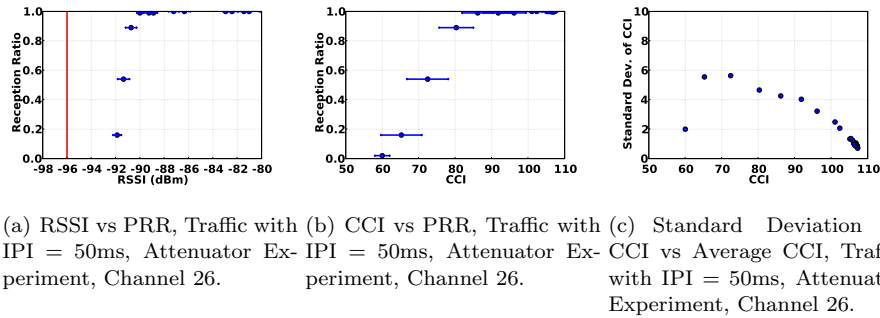 1.0
0.8
0.6
0.4
0.2
0.0
Reception Ratio
-98 -96 -94 -92 -90 -88 -86 -84 -82 -80
RSSI (dBm)
1.0
0.8
0.6
0.4
0.2
0.0
Reception Ratio
50 60 70 80 90 100 110
CCI
10
8
6
4
2
0
Standard Dev. of CCI
50 60 70 80 90 100 110
CCI
(a) RSSI vs PRR, Traffic with
IPI = 50ms, Attenuator Ex-
periment, Channel 26.
(b) CCI vs PRR, Traffic with
IPI = 50ms, Attenuator Ex-
periment, Channel 26.
(c) Standard Deviation
CCI vs Average CCI, Traf
with IPI = 50ms, Attenuat
Experiment, Channel 26.